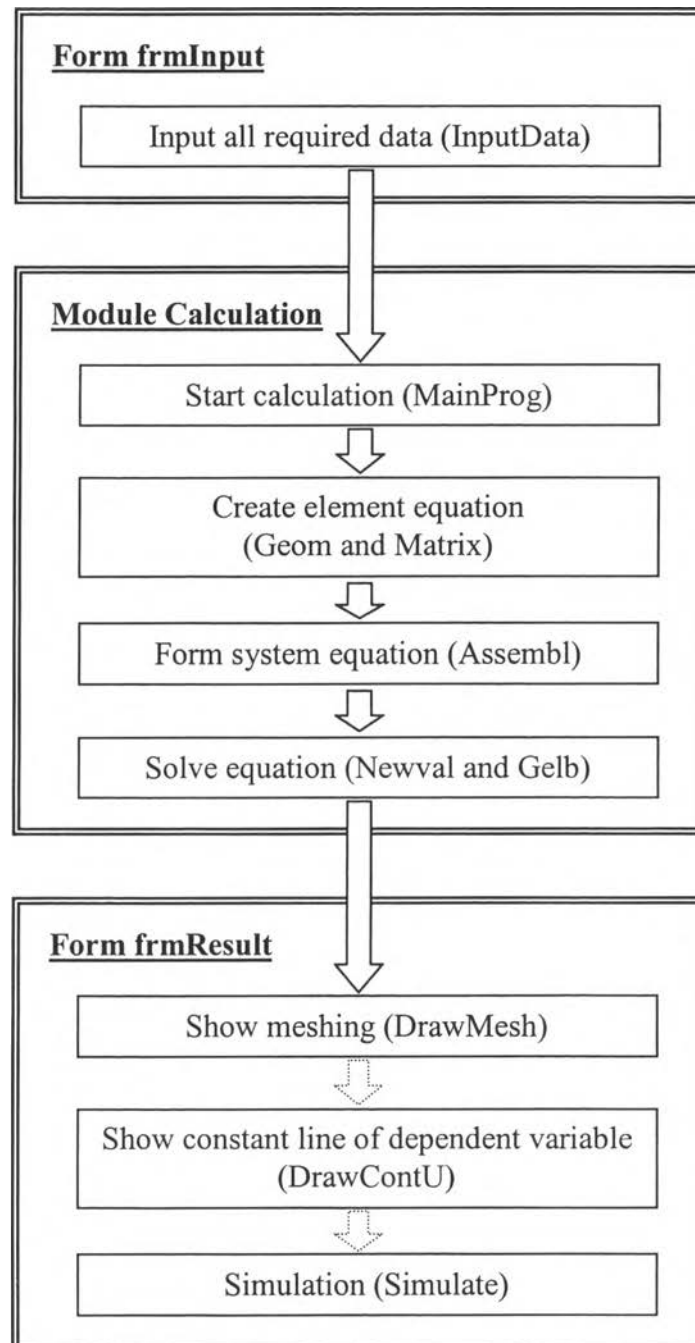 Form frmInput
Input all required data (InputData)
Module Calculation
Start calculation (MainProg)
Create element equation
(Geom and Matrix)
Form system equation (Assembl)
Solve equation (Newval and Gelb)
Form frmResult
Show meshing (DrawMesh)
Show constant line of dependent variable
(DrawContU)
Simulation (Simulate)